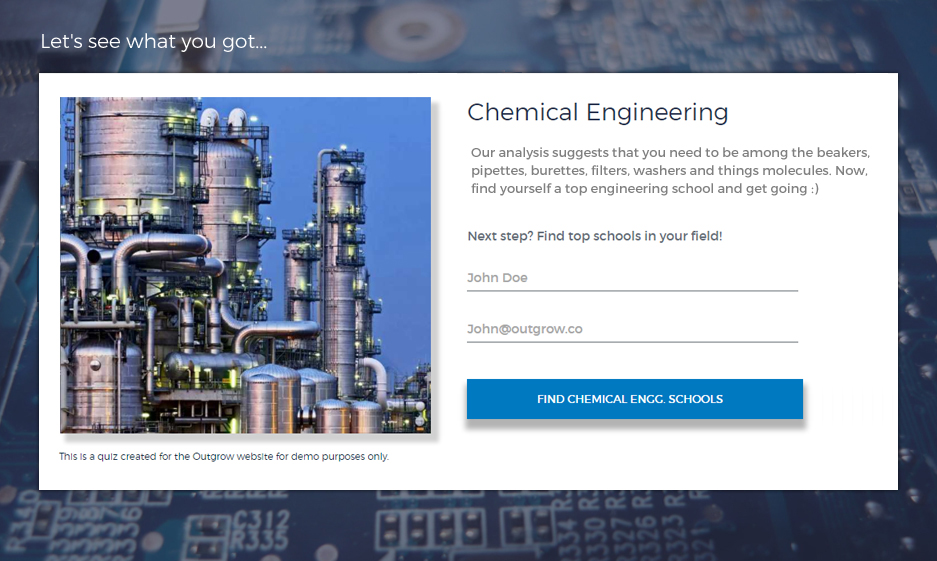 Let's see what you got...
Chemical Engineering
Our analysis suggests that you need to be among the beakers,
pipettes, burettes, filters, washers and things molecules. Now,
find yourself a top engineering school and get going :)
Next step? Find top schools in your field!
John Doe
John@outgrow.co
FIND CHEMICAL ENGG. SCHOOLS
This is a quiz created for the Outgrow website for demo purposes only.
C312
R335